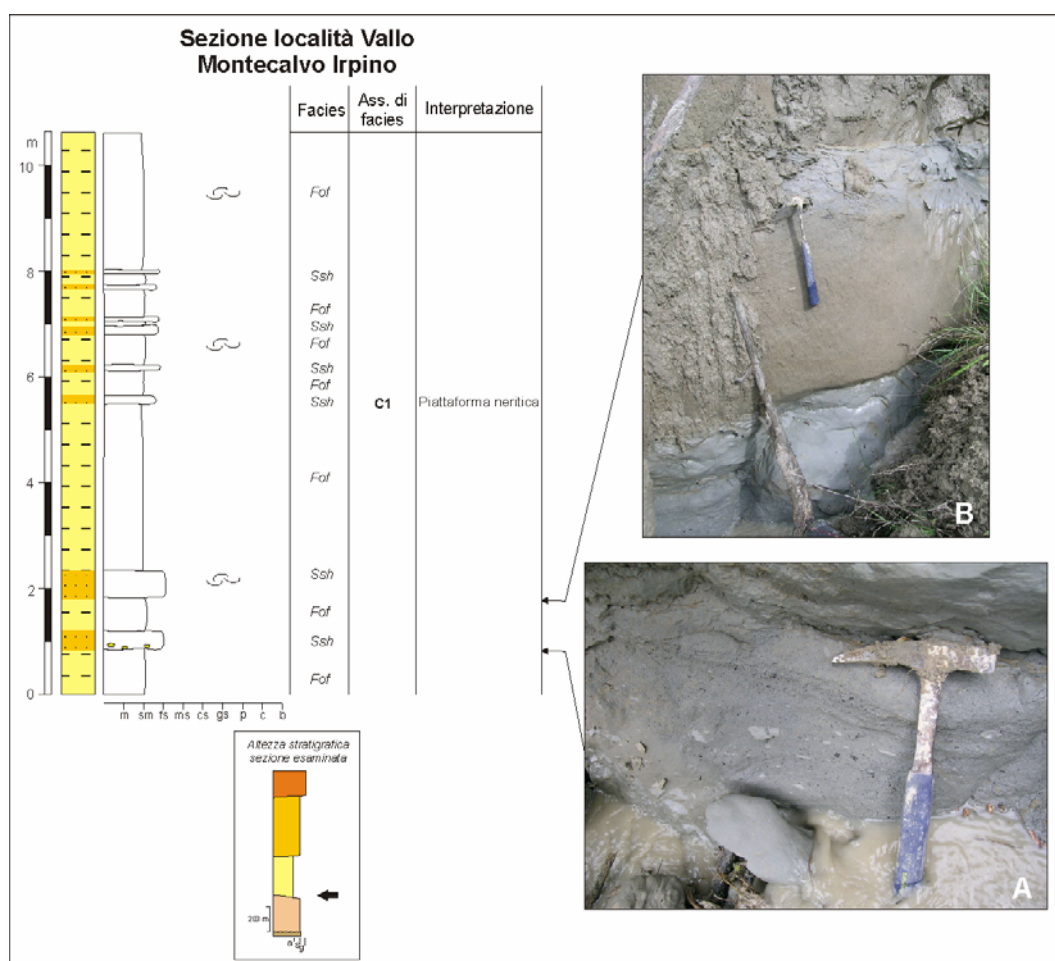 Sezione località Vallo
Montecalvo Irpino
Facies
Ass. di
facies
Interpretazione
m
10
Fof
8
Ssh
Fof
Ssh
Fof
6
Ssh
Fof
Ssh
C1
Piattaforma neritica
4
Fof
Ssh
2
Fof
Ssh
Fof
0
m sm fs ms cs gs p c b
B
A
Altezza stratigrafica
sezione esaminata